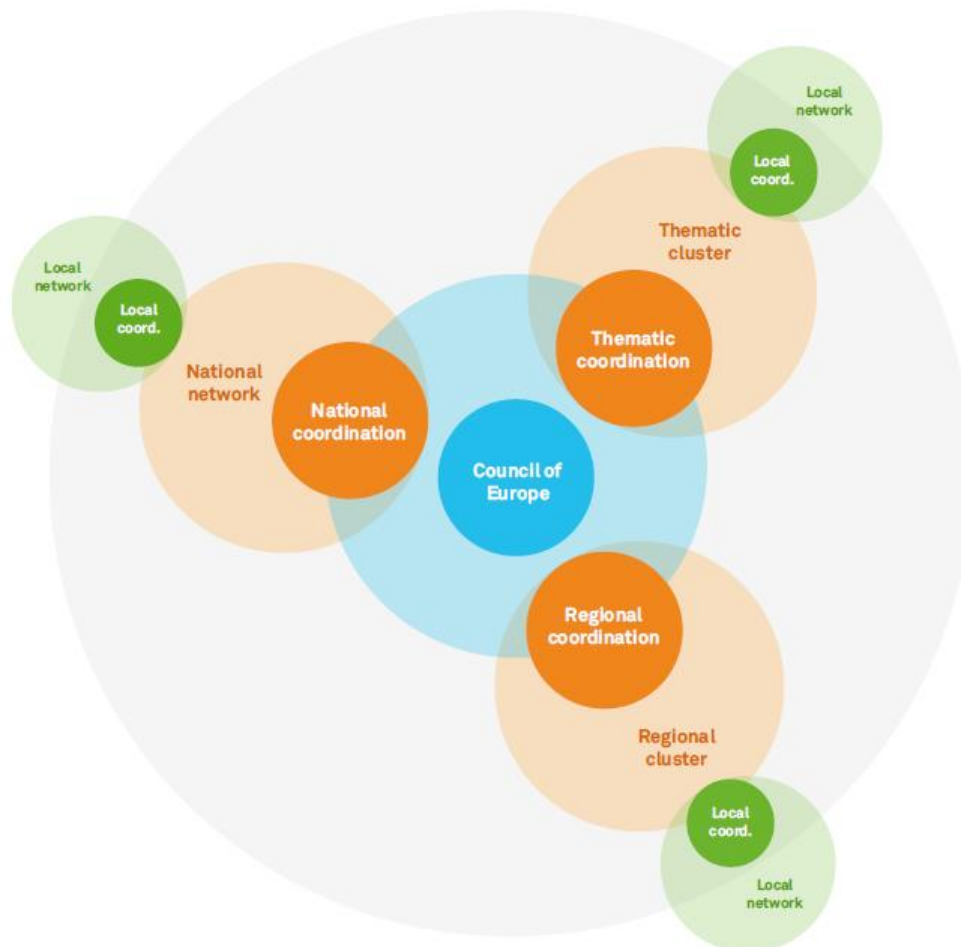 Local
network
Local
coord.
Thematic
cluster
Thematic
coordination
Local
network
Local
coord.
National
network
National
coordination
Council of
Europe
Regional
coordination
Regional
cluster
Local
coord.
Local
network